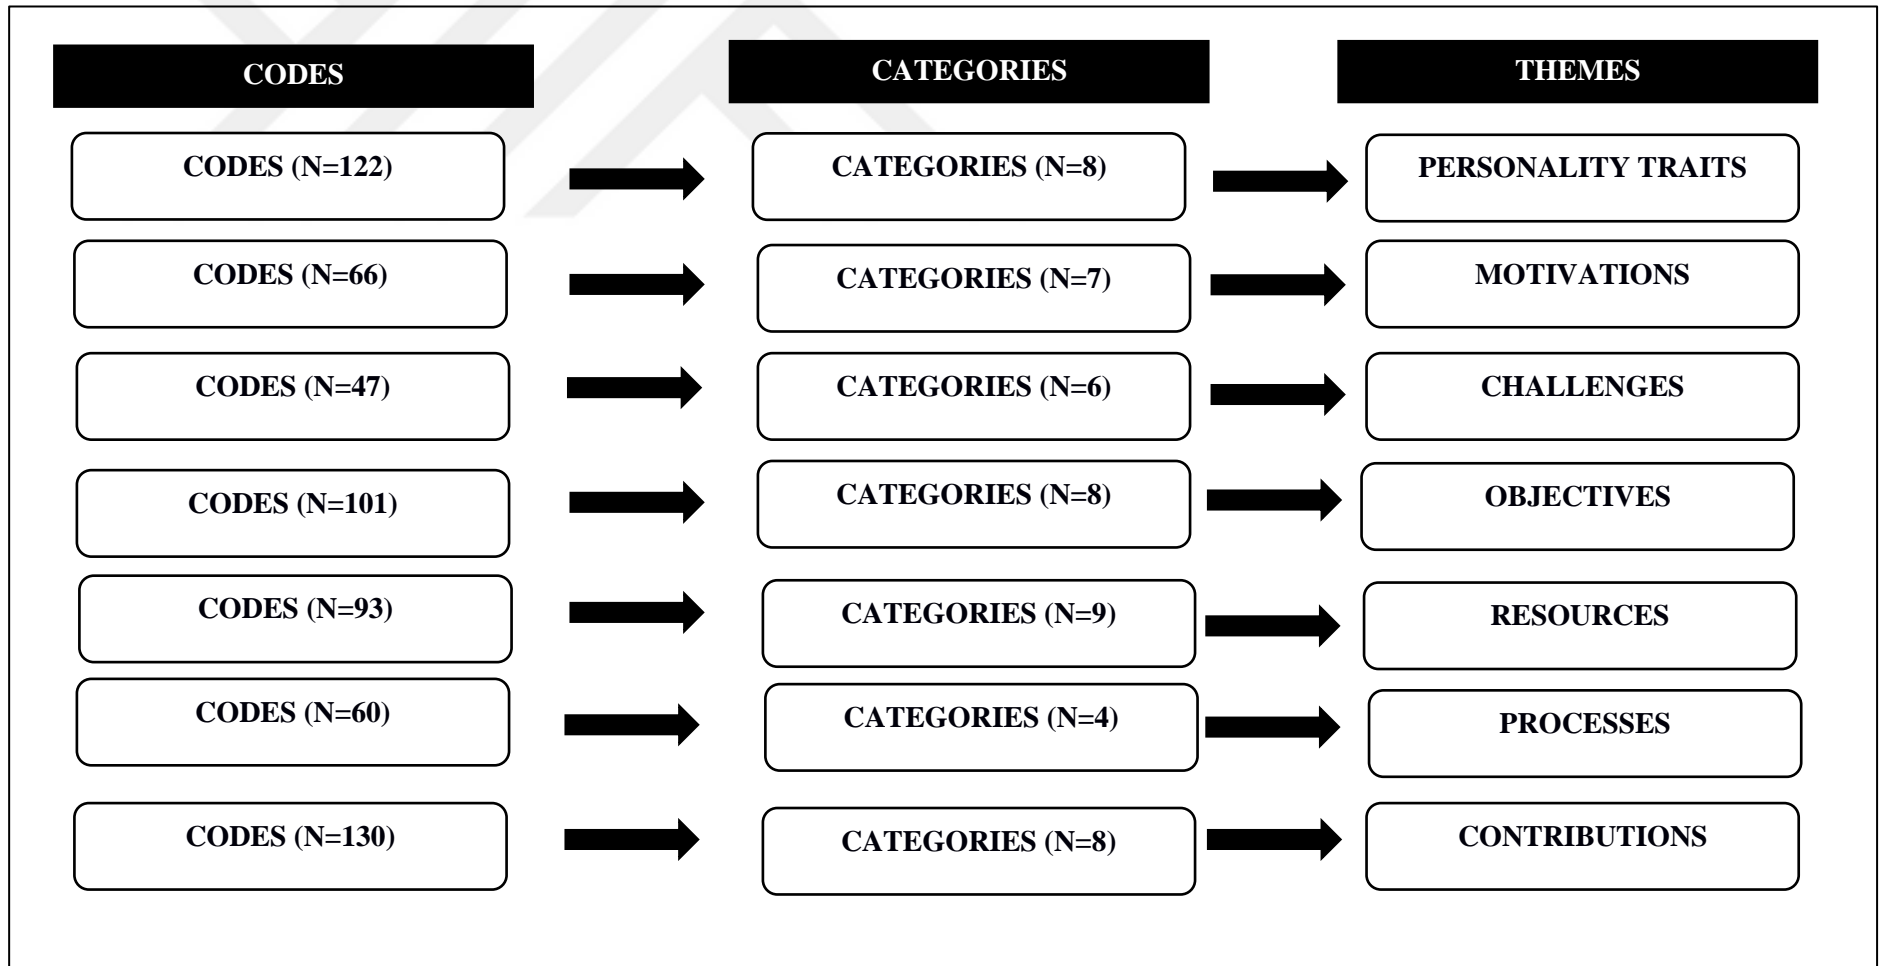 CODES
CATEGORIES
THEMES
CODES (N=122)
CATEGORIES (N=8)
PERSONALITY TRAITS
CODES (N=66)
CATEGORIES (N=7)
MOTIVATIONS
CODES (N=47)
CATEGORIES (N=6)
CHALLENGES
CODES (N=101)
CATEGORIES (N=8)
OBJECTIVES
CODES (N=93)
CATEGORIES (N=9)
RESOURCES
CODES (N=60)
CATEGORIES (N=4)
PROCESSES
CODES (N=130)
CATEGORIES (N=8)
CONTRIBUTIONS